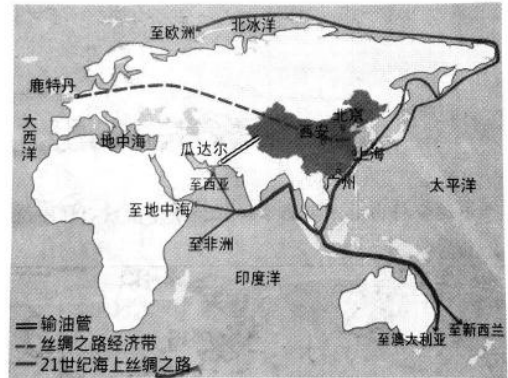 至欧洲
北冰洋
鹿特丹
北京
大西洋
地中海
西安
瓜达尔
上海
广州
至西亚
太平洋
至地中海
至非洲
印度洋
输油管
丝绸之路经济带
21世纪海上丝绸之路
至澳大利亚
至新西兰